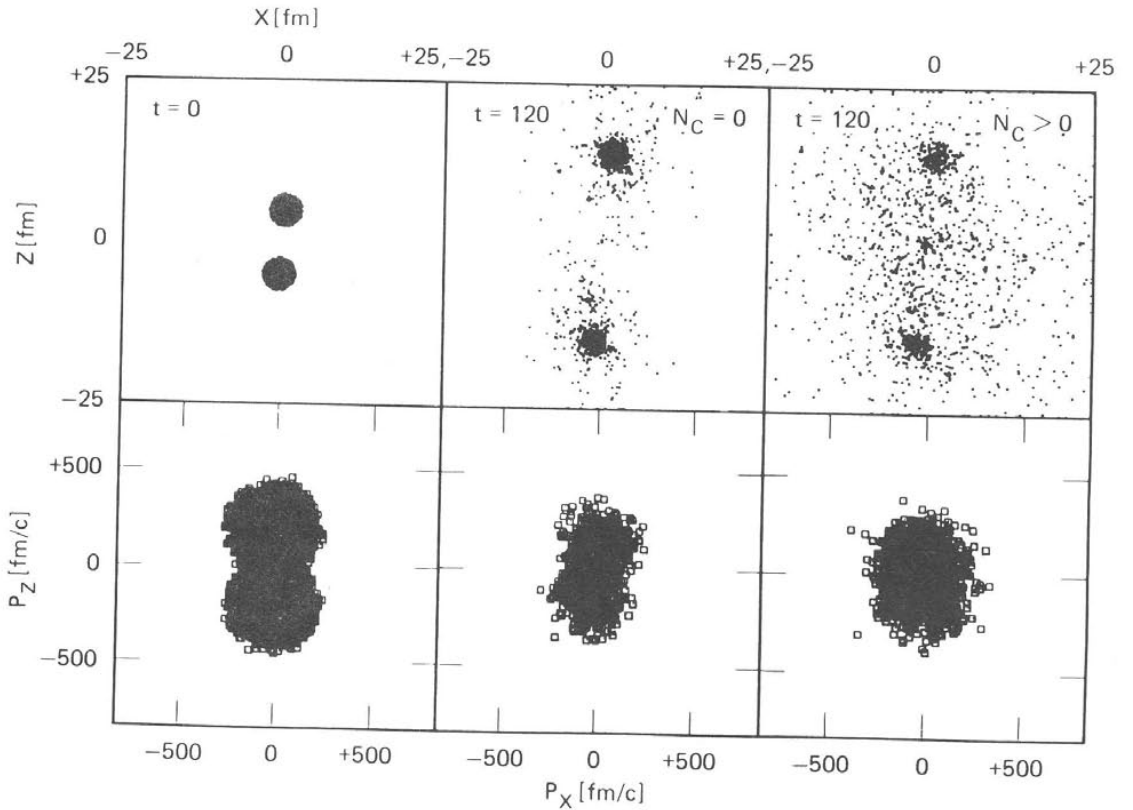 X [fm]
−25 0 +25,−25 0 +25,−25 0 +25
+25
t = 0 t = 120 N_C = 0 t = 120 N_C > 0
Z [fm]
0
−25
+500
P_Z [fm/c]
0
−500
−500 0 +500 −500 0 +500 −500 0 +500
P_X [fm/c]